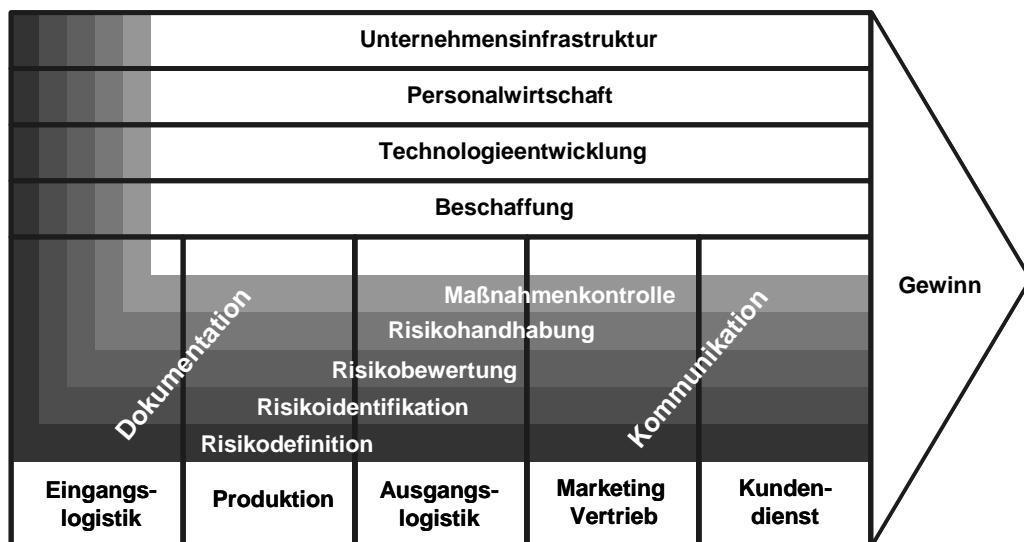 Unternehmensinfrastruktur
Personalwirtschaft
Technologieentwicklung
Beschaffung
Gewinn
Maßnahmenkontrolle
Risikohandhabung
Risikobewertung
Risikoidentifikation
Risikodefinition
Dokumentation
Kommunikation
Eingangs-
logistik
Produktion
Ausgangs-
logistik
Marketing
Vertrieb
Kunden-
dienst